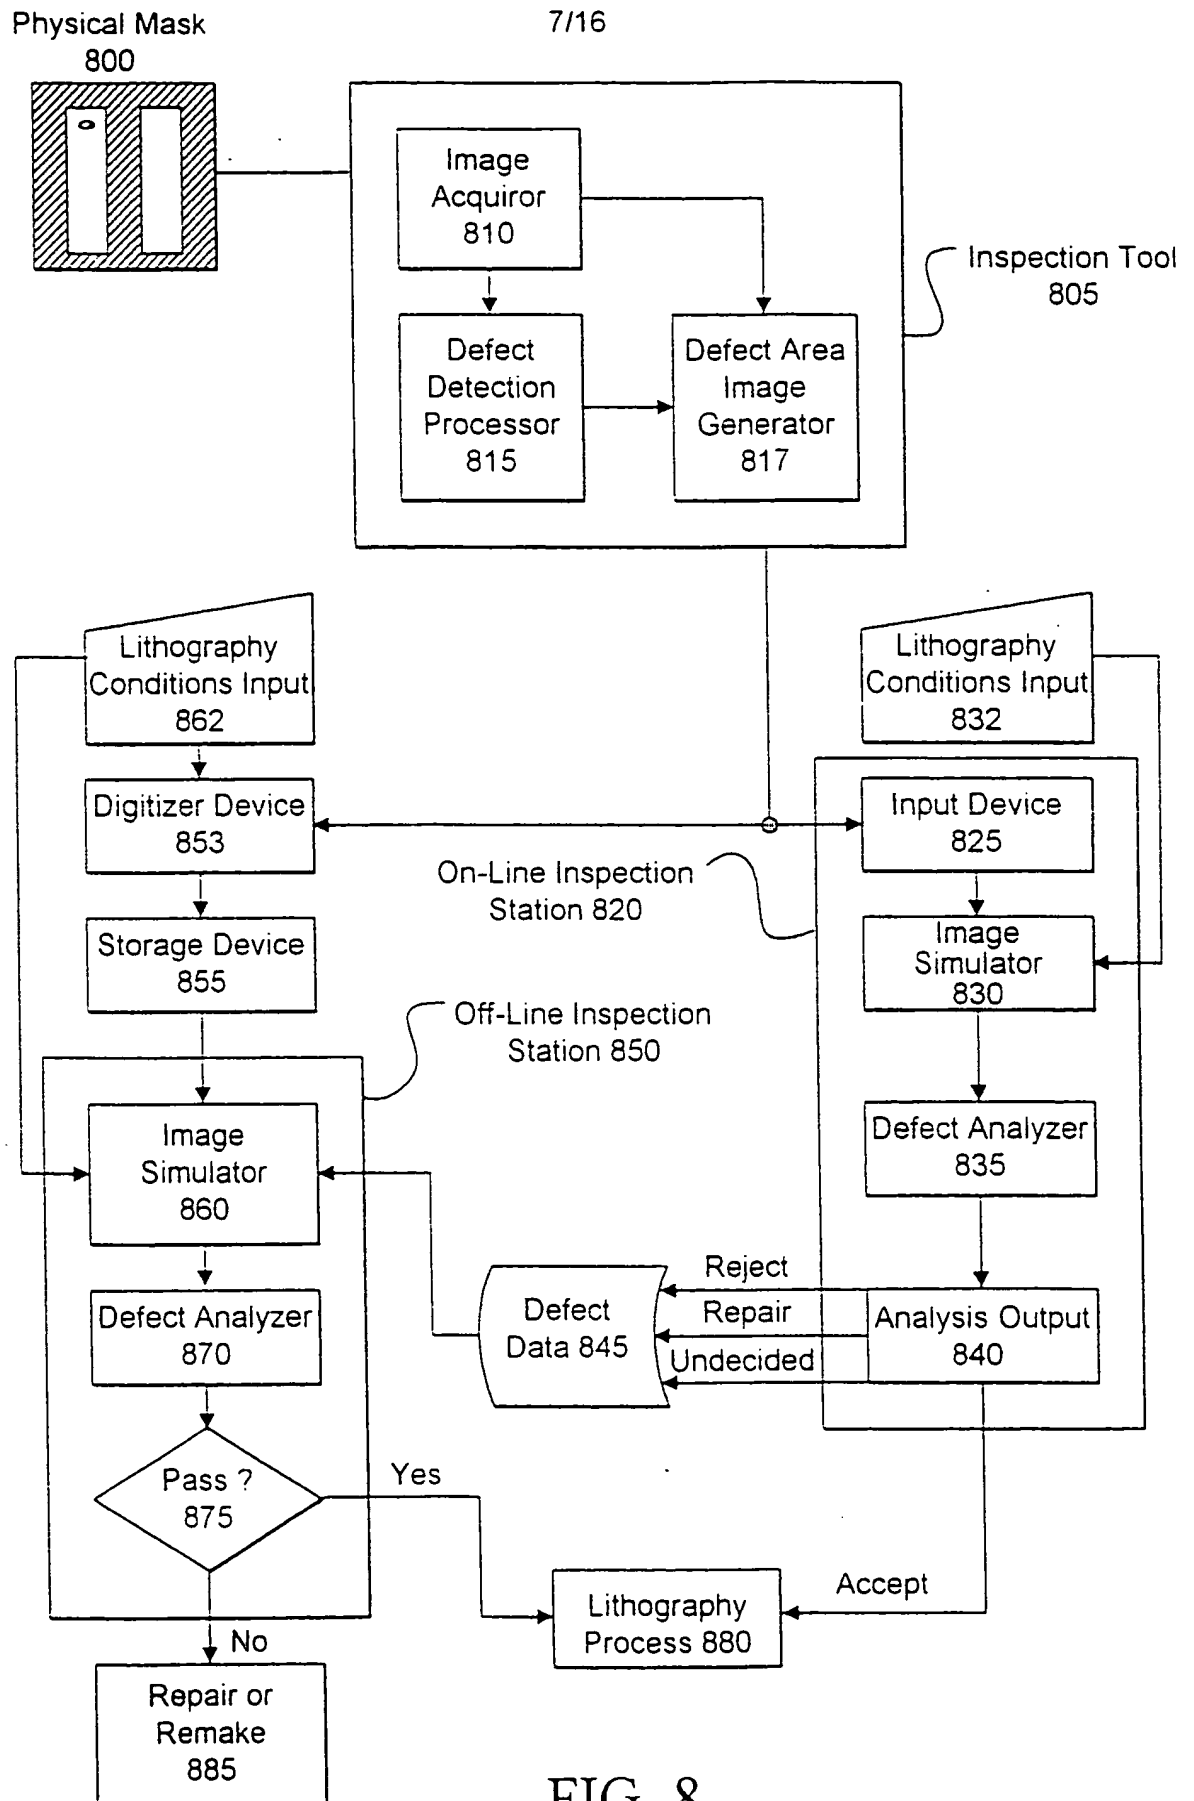 7/16
Physical Mask
800
Image
Acquiror
810
Defect
Detection
Processor
815
Defect Area
Image
Generator
817
Inspection Tool
805
Lithography
Conditions Input
862
Lithography
Conditions Input
832
Digitizer Device
853
Input Device
825
On-Line Inspection
Station 820
Storage Device
855
Image
Simulator
830
Off-Line Inspection
Station 850
Image
Simulator
860
Defect Analyzer
835
Defect Analyzer
870
Defect
Data 845
Reject
Repair
Undecided
Analysis Output
840
Pass ?
875
Yes
Accept
Lithography
Process 880
No
Repair or
Remake
885
FIG. 8